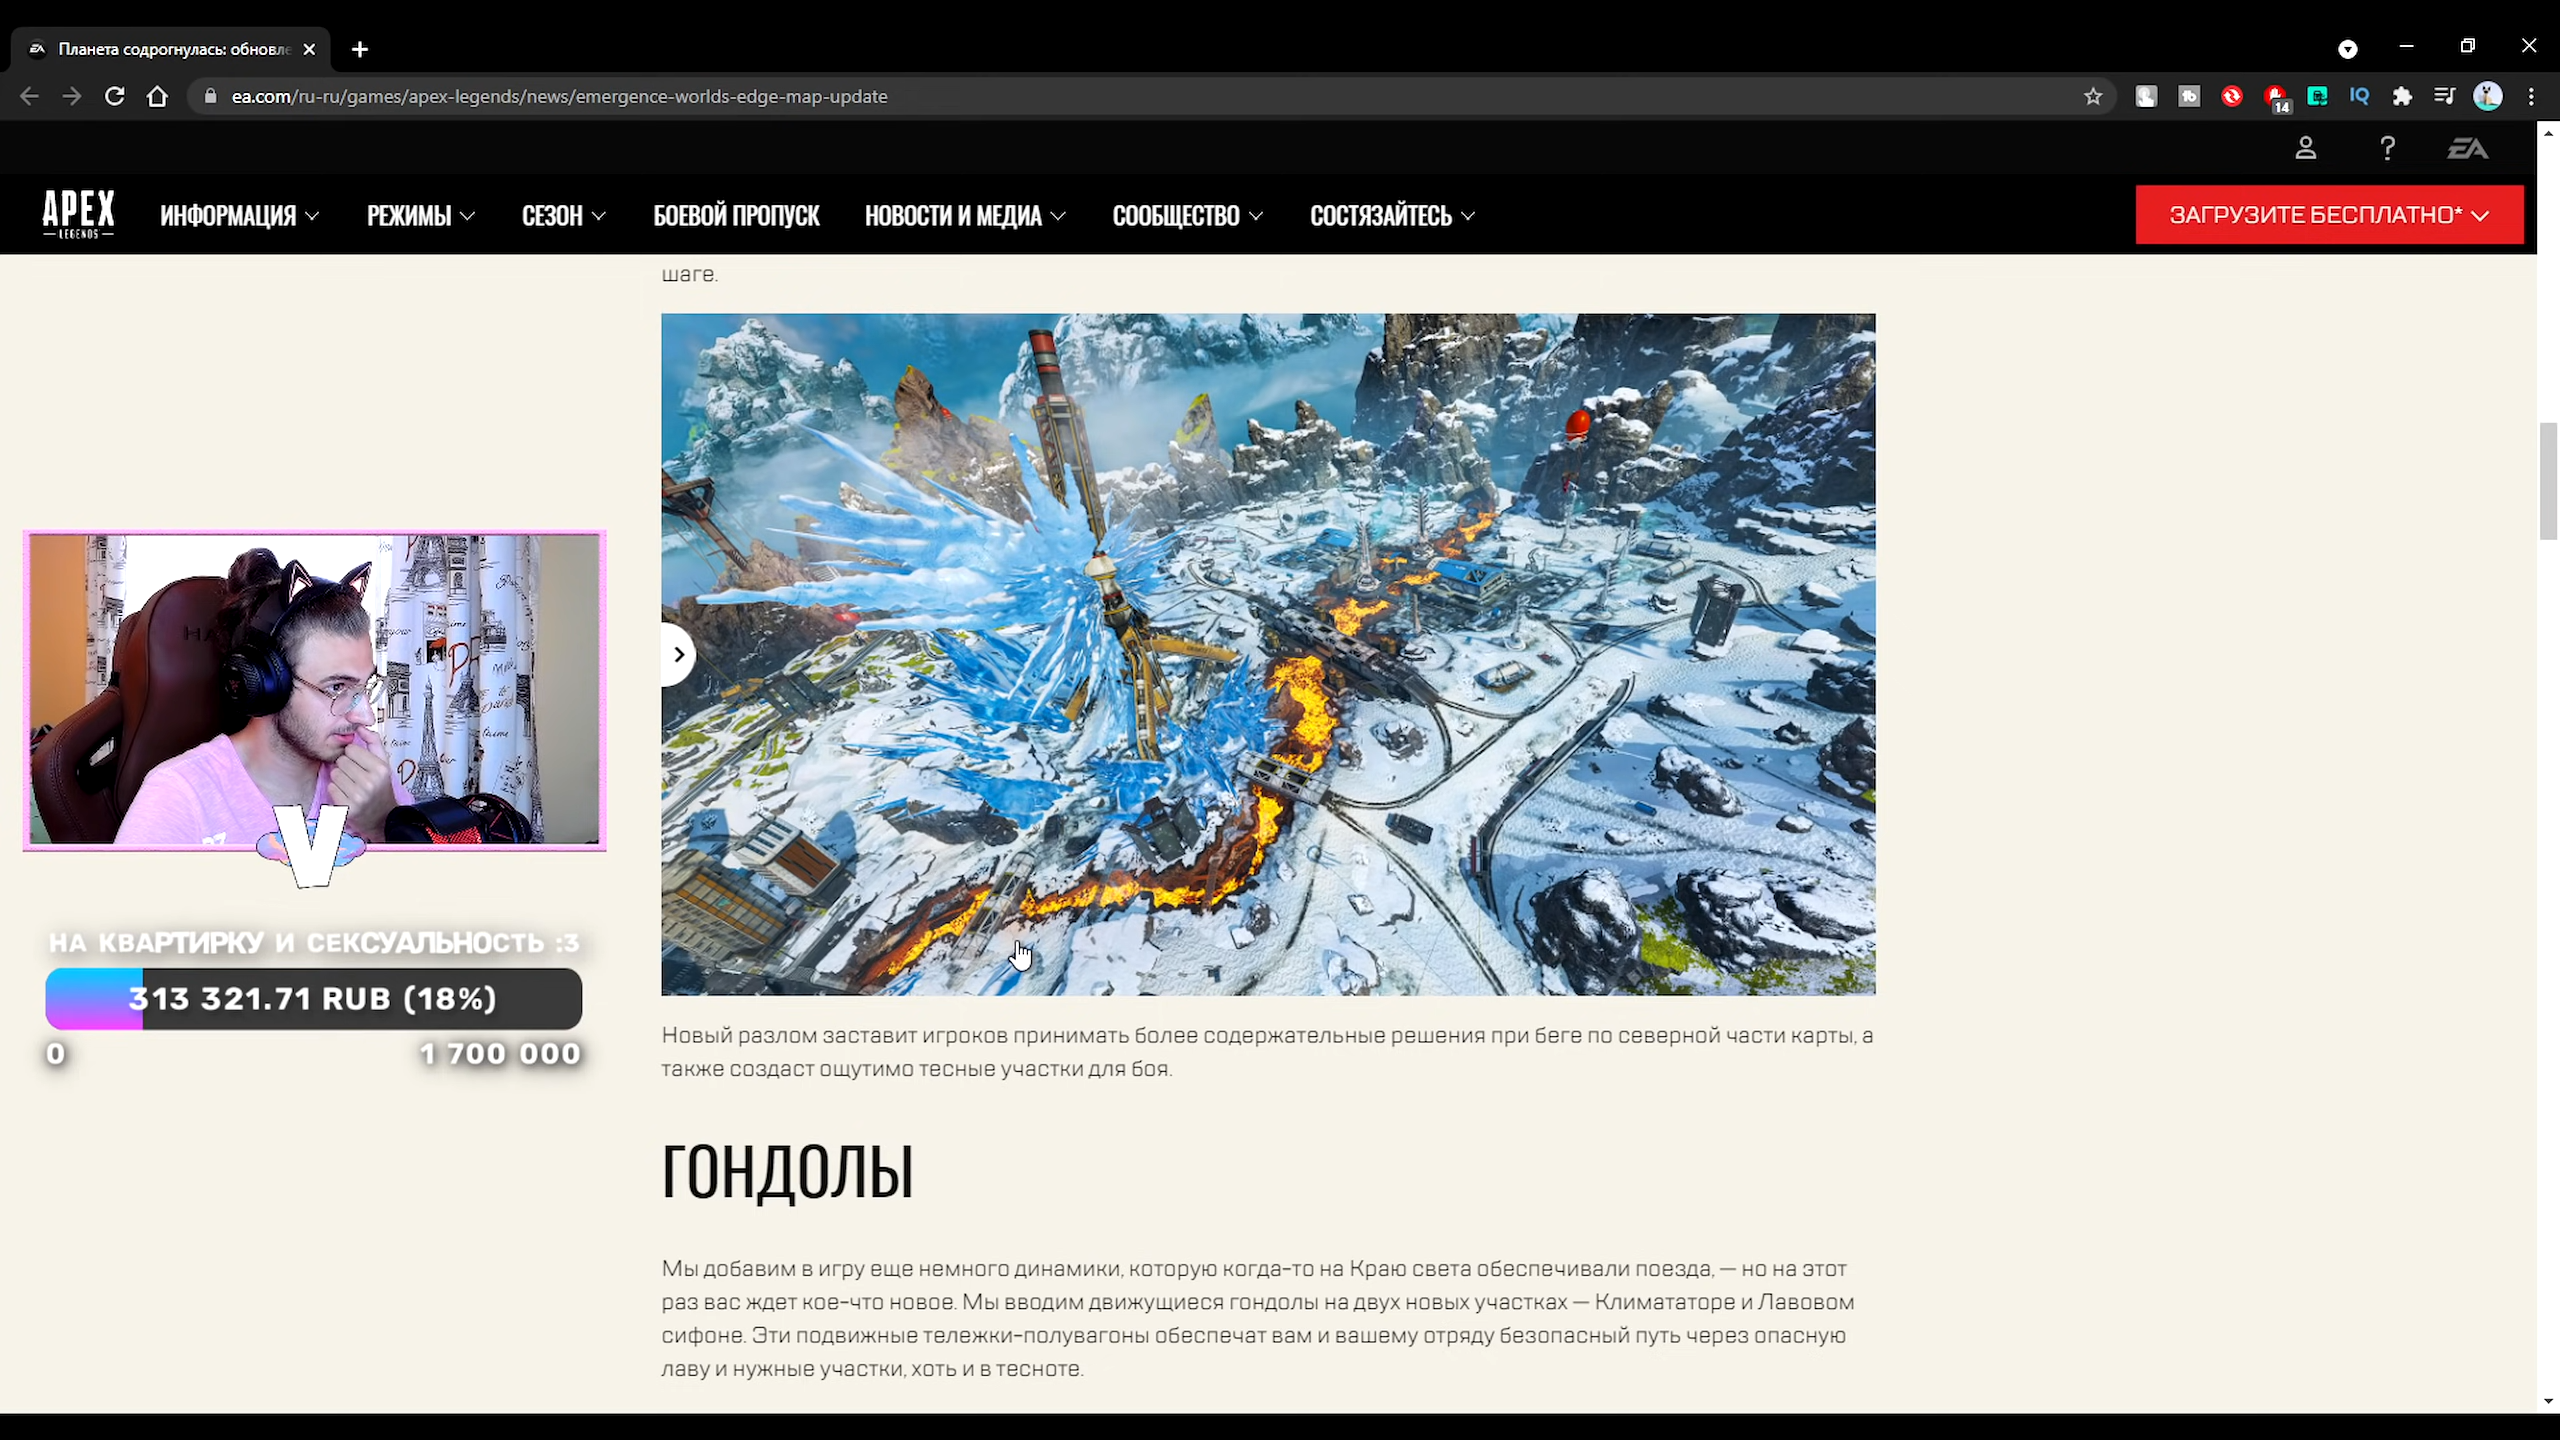 Планета содрогнулась: обновле
ea.com/ru-ru/games/apex-legends/news/emergence-worlds-edge-map-update
14
IQ
EA
APEX
LEGENDS
ИНФОРМАЦИЯ
РЕЖИМЫ
СЕЗОН
БОЕВОЙ ПРОПУСК
НОВОСТИ И МЕДИА
СООБЩЕСТВО
СОСТЯЗАЙТЕСЬ
ЗАГРУЗИТЕ БЕСПЛАТНО*
шаге.
V
НА КВАРТИРКУ И СЕКСУАЛЬНОСТЬ :3
313 321.71 RUB (18%)
0
1 700 000
Новый разлом заставит игроков принимать более содержательные решения при беге по северной части карты, а
также создаст ощутимо тесные участки для боя.
ГОНДОЛЫ
Мы добавим в игру еще немного динамики, которую когда-то на Краю света обеспечивали поезда, — но на этот
раз вас ждет кое-что новое. Мы вводим движущиеся гондолы на двух новых участках — Климататоре и Лавовом
сифоне. Эти подвижные тележки-полувагоны обеспечат вам и вашему отряду безопасный путь через опасную
лаву и нужные участки, хоть и в тесноте.